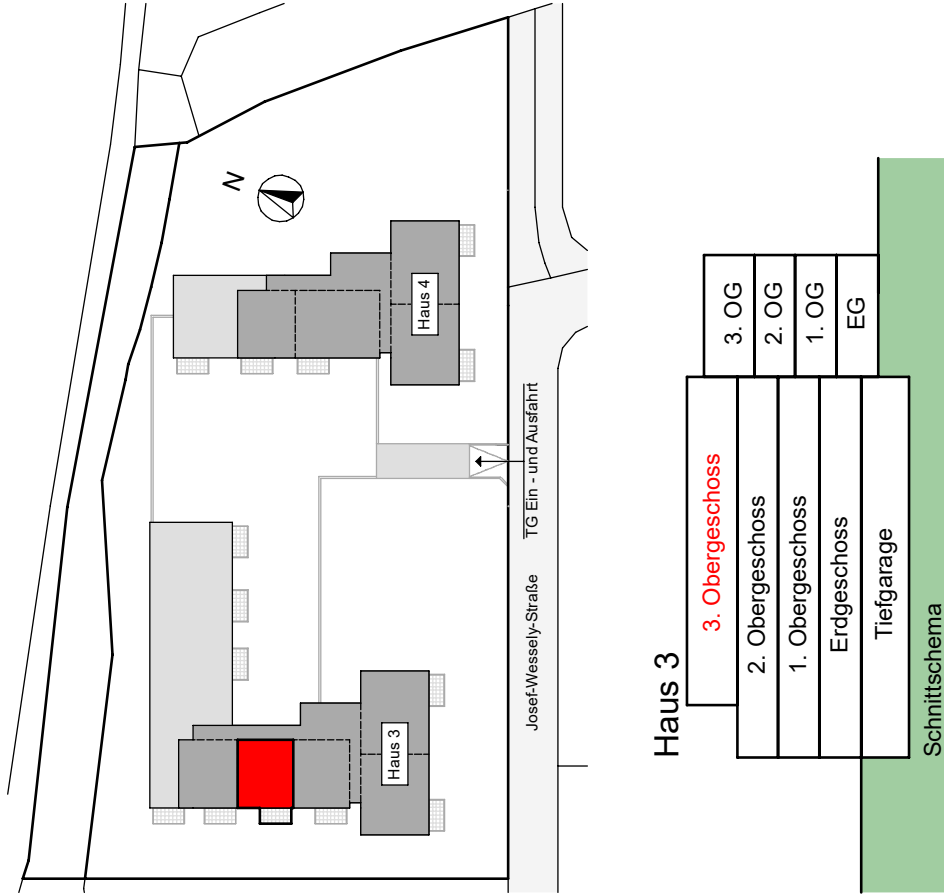 N
Haus 4
Haus 3
TG Ein - und Ausfahrt
Josef-Wessely-Straße
Haus 3
3. Obergeschoss
2. Obergeschoss
1. Obergeschoss
Erdgeschoss
Tiefgarage
3. OG
2. OG
1. OG
EG
Schnittschema